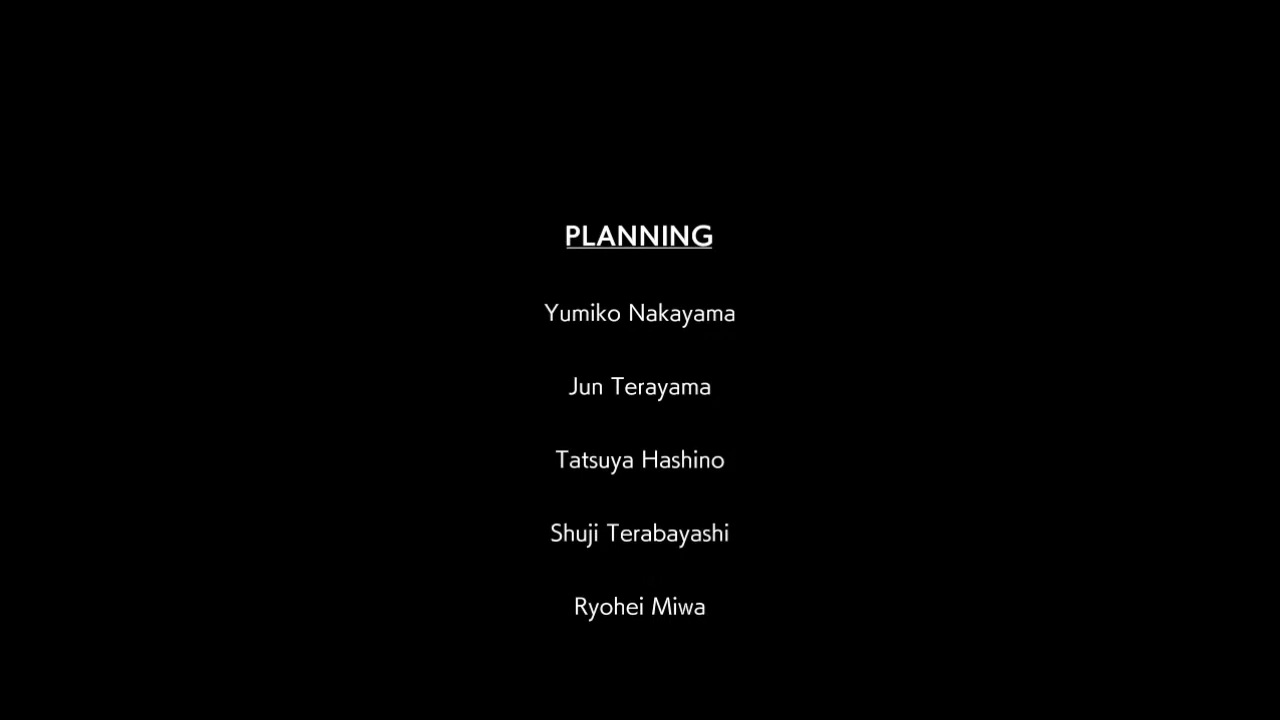 PLANNING
Yumiko Nakayama
Jun Terayama
Tatsuya Hashino
Shuji Terabayashi
Ryohei Miwa